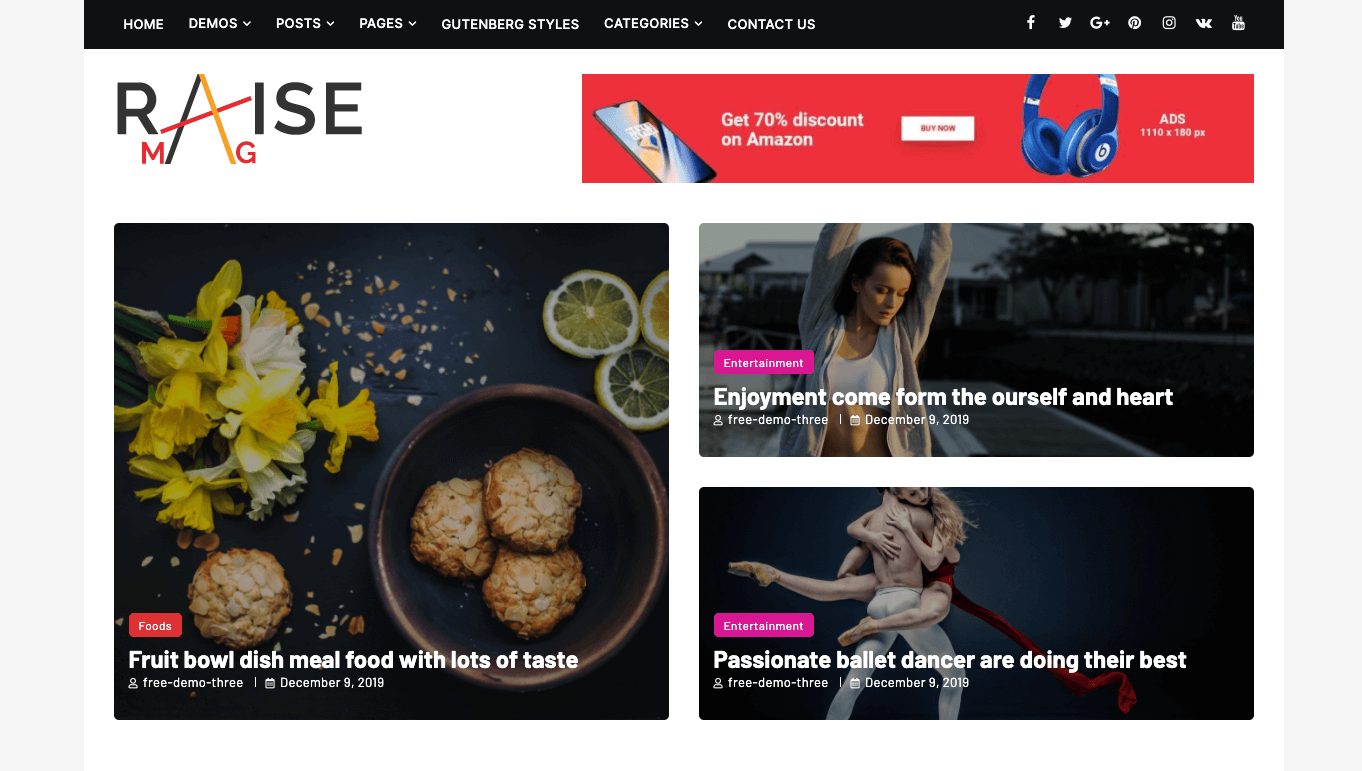 HOME DEMOS POSTS PAGES GUTENBERG STYLES CATEGORIES CONTACT US
RAISE
MAG
Get 70% discount
on Amazon
BUY NOW
ADS
1110 x 180 px
Foods
Fruit bowl dish meal food with lots of taste
free-demo-three | December 9, 2019
Entertainment
Enjoyment come form the ourself and heart
free-demo-three | December 9, 2019
Entertainment
Passionate ballet dancer are doing their best
free-demo-three | December 9, 2019